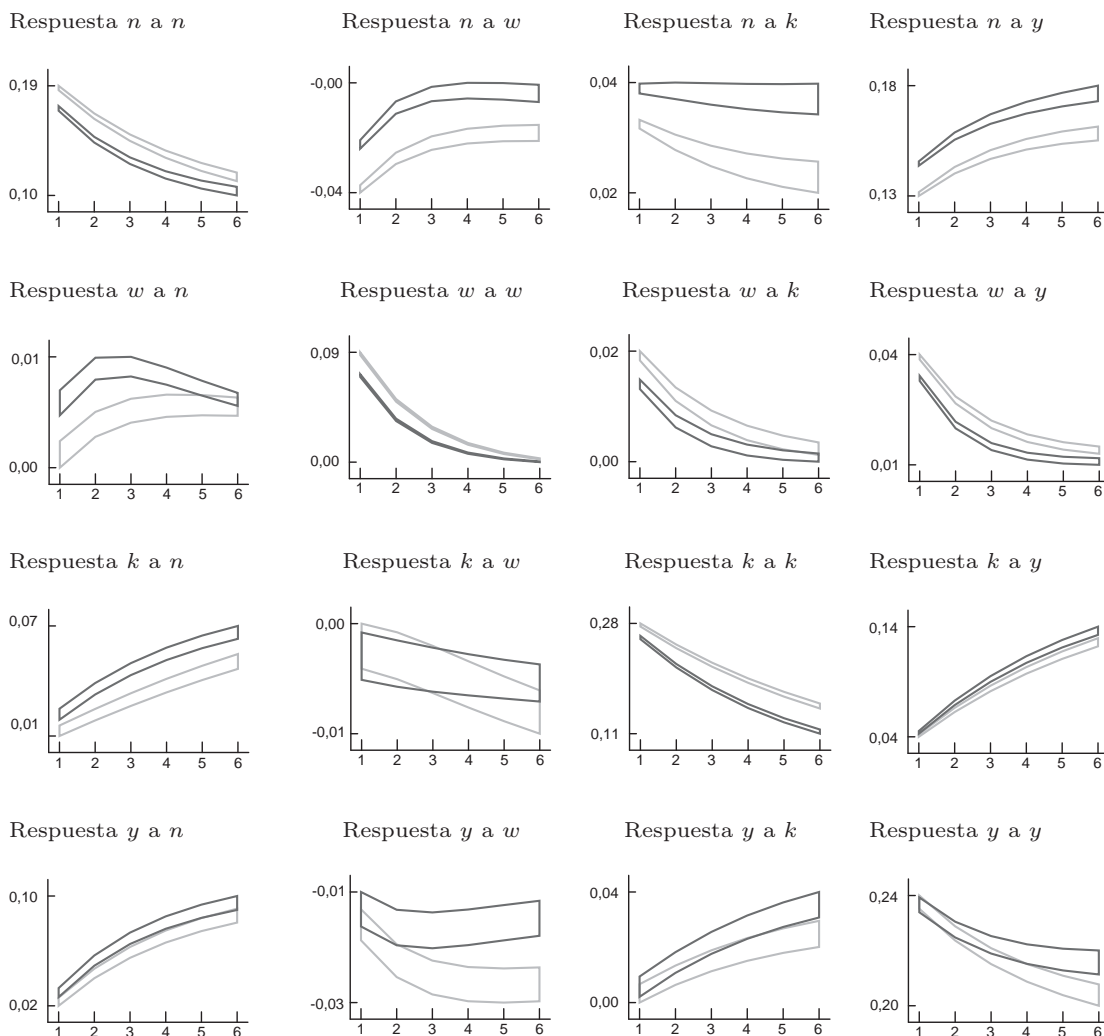 Respuesta n a n
Respuesta n a w
Respuesta n a k
Respuesta n a y
0,19
0,10
1 2 3 4 5 6
-0,00
-0,04
1 2 3 4 5 6
0,04
0,02
1 2 3 4 5 6
0,18
0,13
1 2 3 4 5 6
Respuesta w a n
Respuesta w a w
Respuesta w a k
Respuesta w a y
0,01
0,00
1 2 3 4 5 6
0,09
0,00
1 2 3 4 5 6
0,02
0,00
1 2 3 4 5 6
0,04
0,01
1 2 3 4 5 6
Respuesta k a n
Respuesta k a w
Respuesta k a k
Respuesta k a y
0,07
0,01
1 2 3 4 5 6
0,00
-0,01
1 2 3 4 5 6
0,28
0,11
1 2 3 4 5 6
0,14
0,04
1 2 3 4 5 6
Respuesta y a n
Respuesta y a w
Respuesta y a k
Respuesta y a y
0,10
0,02
1 2 3 4 5 6
-0,01
-0,03
1 2 3 4 5 6
0,04
0,00
1 2 3 4 5 6
0,24
0,20
1 2 3 4 5 6